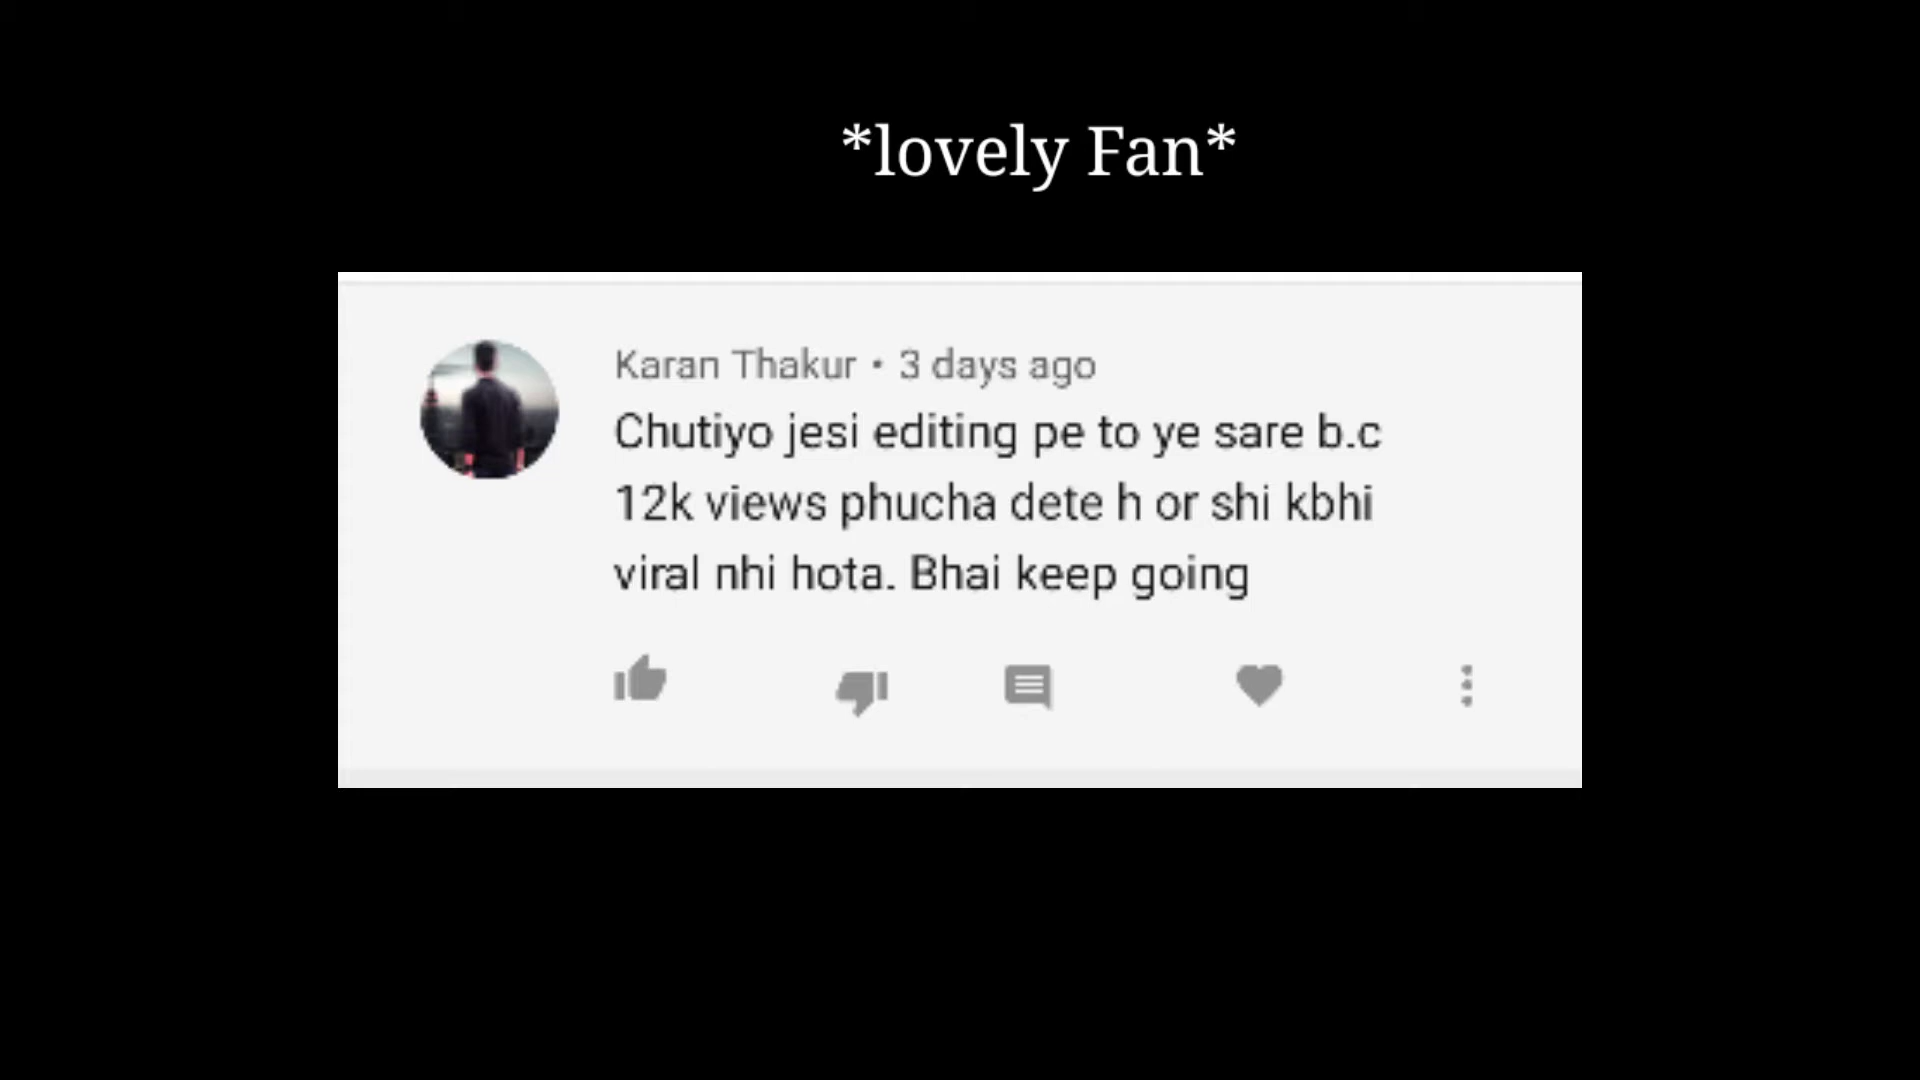 *lovely Fan*
Karan Thakur • 3 days ago
Chutiyo jesi editing pe to ye sare b.c
12k views phucha dete h or shi kbhi
viral nhi hota. Bhai keep going